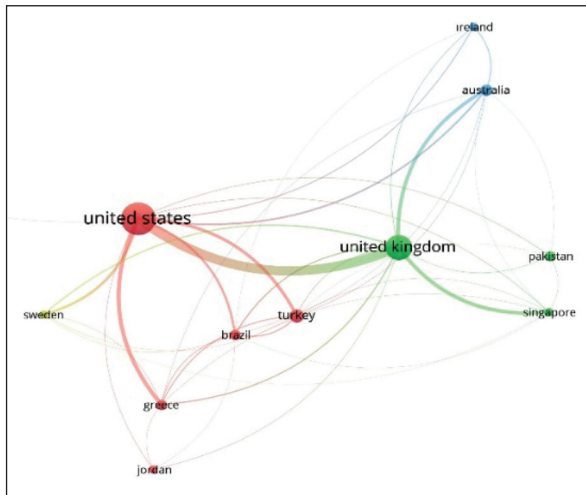 ireland
australia
united states
united kingdom
pakistan
sweden
turkey
singapore
brazil
greece
jordan